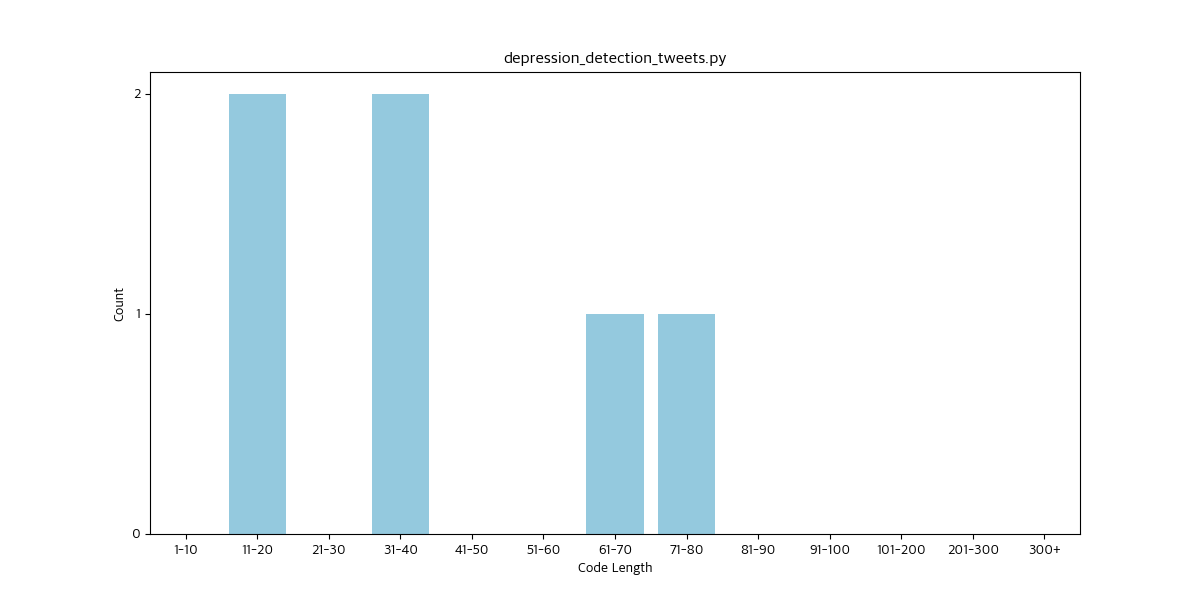 depression_detection_tweets.py
2
1
0
Count
1-10 11-20 21-30 31-40 41-50 51-60 61-70 71-80 81-90 91-100 101-200 201-300 300+
Code Length